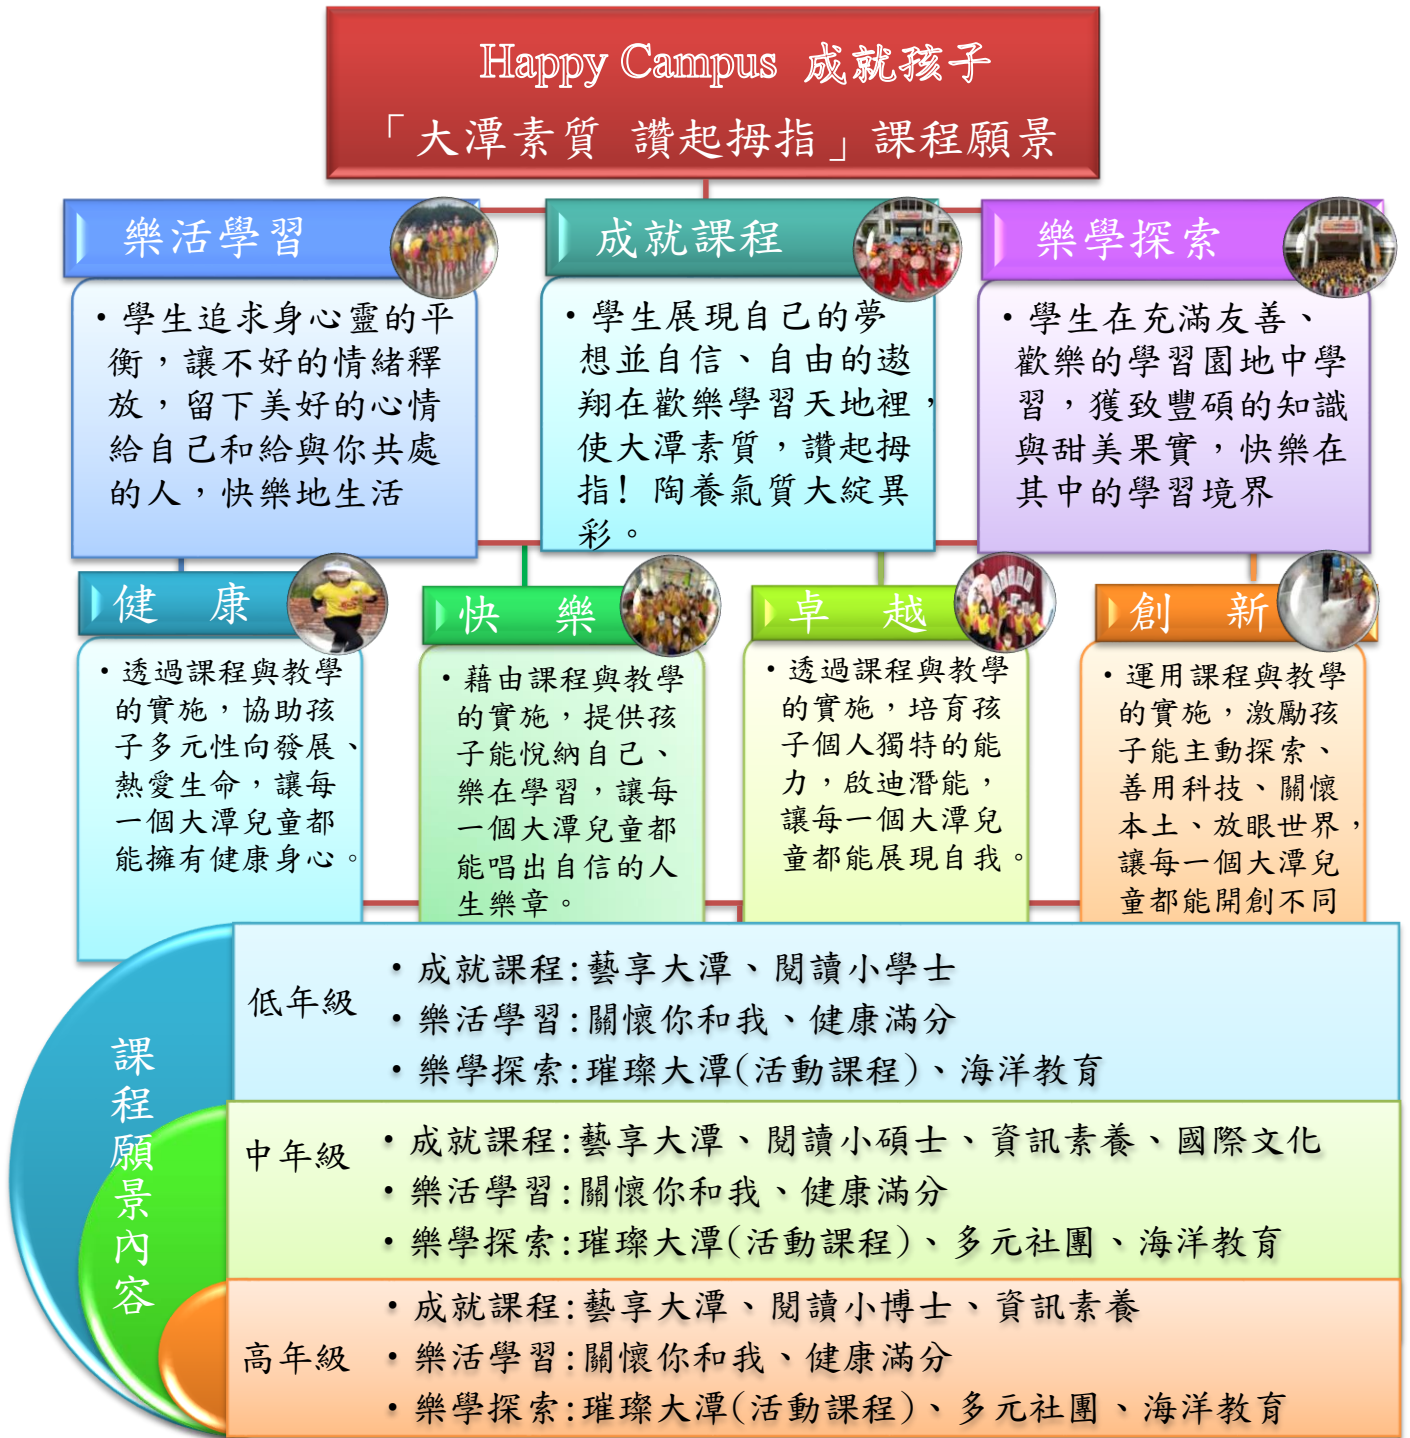 Happy Campus 成就孩子
「大潭素質 讚起拇指」課程願景
樂活學習
•學生追求身心靈的平
衡，讓不好的情緒釋
放，留下美好的心情
給自己和給與你共處
的人，快樂地生活
成就課程
•學生展現自己的夢
想並自信、自由的遨
翔在歡樂學習天地裡，
使大潭素質，讚起拇
指！陶養氣質大綻異
彩。
樂學探索
•學生在充滿友善、
歡樂的學習園地中學
習，獲致豐碩的知識
與甜美果實，快樂在
其中的學習境界
健 康
•透過課程與教學
的實施，協助孩
子多元性向發展、
熱愛生命，讓每
一個大潭兒童都
能擁有健康身心。
快 樂
•藉由課程與教學
的實施，提供孩
子能悅納自己、
樂在學習，讓每
一個大潭兒童都
能唱出自信的人
生樂章。
卓 越
•透過課程與教學
的實施，培育孩
子個人獨特的能
力，啟迪潛能，
讓每一個大潭兒
童都能展現自我。
創 新
•運用課程與教學
的實施，激勵孩
子能主動探索、
善用科技、關懷
本土、放眼世界，
讓每一個大潭兒
童都能開創不同
課程願景內容
低年級
•成就課程:藝享大潭、閱讀小學士
•樂活學習:關懷你和我、健康滿分
•樂學探索:璀璨大潭(活動課程)、海洋教育
中年級
•成就課程:藝享大潭、閱讀小碩士、資訊素養、國際文化
•樂活學習:關懷你和我、健康滿分
•樂學探索:璀璨大潭(活動課程)、多元社團、海洋教育
高年級
•成就課程:藝享大潭、閱讀小博士、資訊素養
•樂活學習:關懷你和我、健康滿分
•樂學探索:璀璨大潭(活動課程)、多元社團、海洋教育